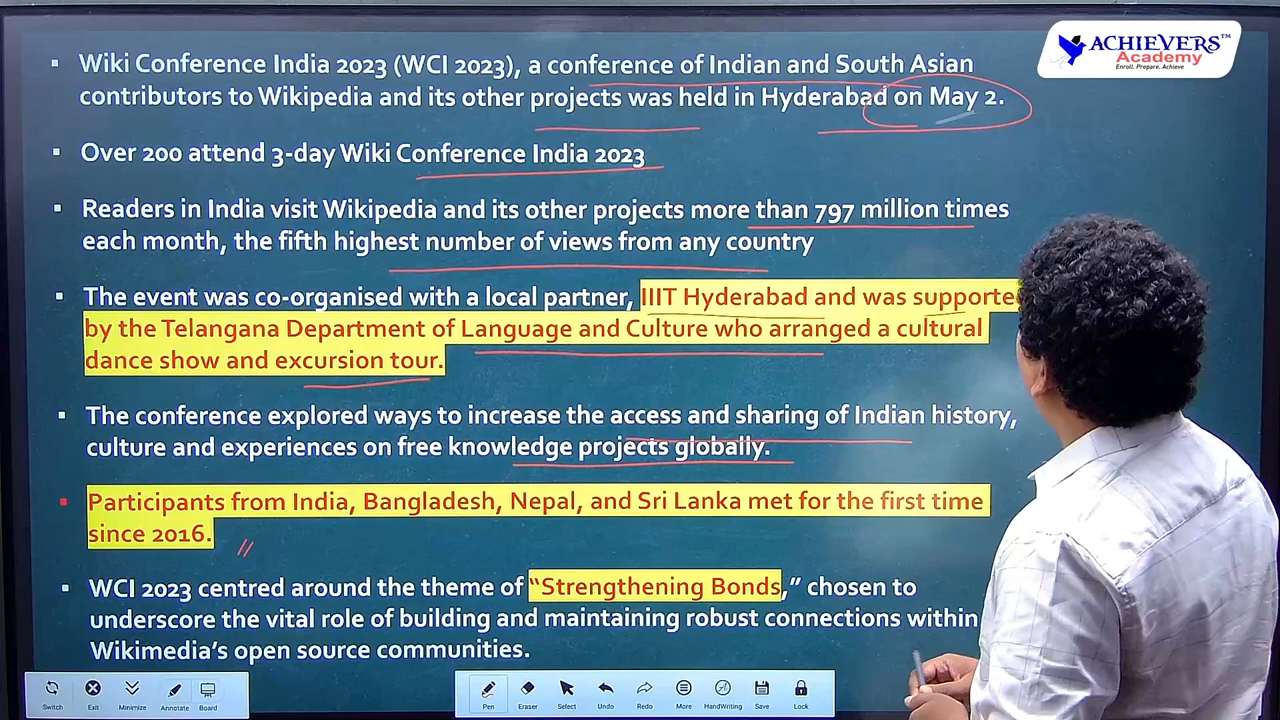 ACHIEVERS™
Academy
Enroll. Prepare. Achieve
▪ Wiki Conference India 2023 (WCI 2023), a conference of Indian and South Asian
contributors to Wikipedia and its other projects was held in Hyderabad on May 2.
▪ Over 200 attend 3-day Wiki Conference India 2023
▪ Readers in India visit Wikipedia and its other projects more than 797 million times
each month, the fifth highest number of views from any country
▪ The event was co-organised with a local partner, IIIT Hyderabad and was supporte
by the Telangana Department of Language and Culture who arranged a cultural
dance show and excursion tour.
▪ The conference explored ways to increase the access and sharing of Indian history,
culture and experiences on free knowledge projects globally.
▪ Participants from India, Bangladesh, Nepal, and Sri Lanka met for the first time
since 2016.
▪ WCI 2023 centred around the theme of “Strengthening Bonds,” chosen to
underscore the vital role of building and maintaining robust connections within
Wikimedia’s open source communities.
Switch Exit Minimize Annotate Board Pen Eraser Select Undo Redo More HandWriting Save Lock